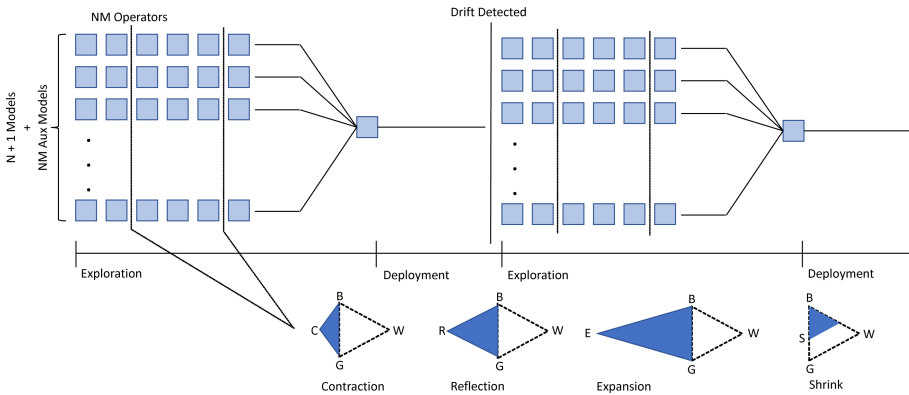 NM Operators
Drift Detected
N + 1 Models
+
NM Aux Models
Exploration
Deployment
Exploration
Deployment
B
C
W
G
Contraction
B
R
W
G
Reflection
B
E
W
G
Expansion
B
S
W
G
Shrink